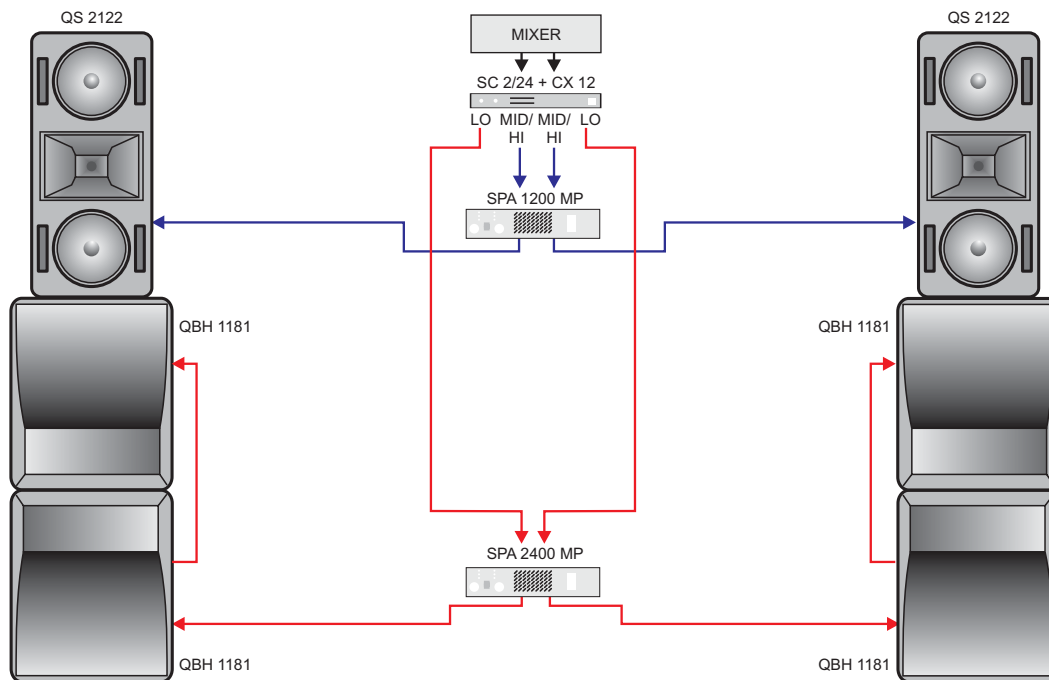 QS 2122
QS 2122
MIXER
SC 2/24 + CX 12
LO MID/ MID/ LO
HI HI
SPA 1200 MP
QBH 1181
QBH 1181
SPA 2400 MP
QBH 1181
QBH 1181